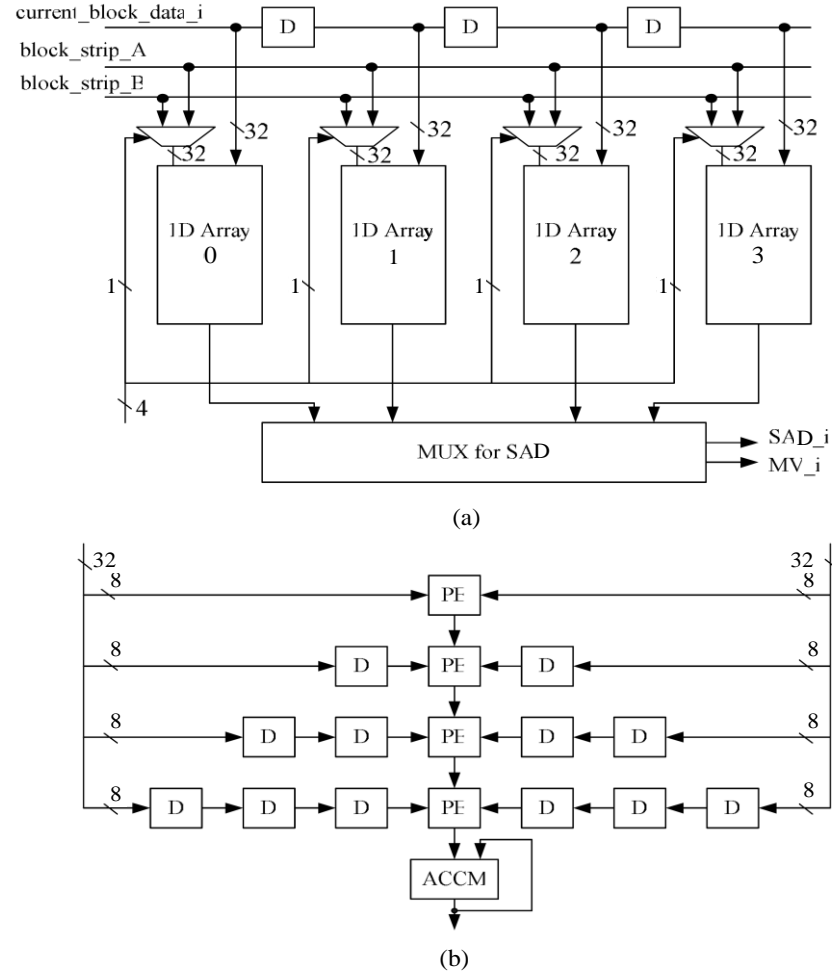 current_block_data_i
D D D
block_strip_A
block_strip_B
32 32 32 32
32 32 32 32
1D Array 1D Array 1D Array 1D Array
0 1 2 3
1 1 1 1
4
MUX for SAD
SAD_i
MV_i
(a)
32 32
8 PE 8
8 D PE D 8
8 D D PE D D 8
8 D D D PE D D D 8
ACCM
(b)